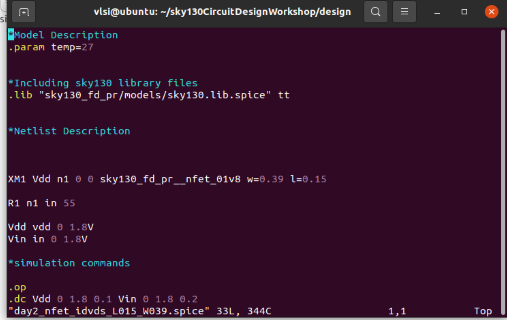 vlsi@ubuntu: ~/sky130CircuitDesignWorkshop/design
*Model Description
.param temp=27
*Including sky130 library files
.lib "sky130_fd_pr/models/sky130.lib.spice" tt
*Netlist Description
XM1 Vdd n1 0 0 sky130_fd_pr__nfet_01v8 w=0.39 l=0.15
R1 n1 in 55
Vdd vdd 0 1.8V
Vin in 0 1.8V
*simulation commands
.op
.dc Vdd 0 1.8 0.1 Vin 0 1.8 0.2
"day2_nfet_idvds_L015_W039.spice" 33L, 344C 1,1 Top